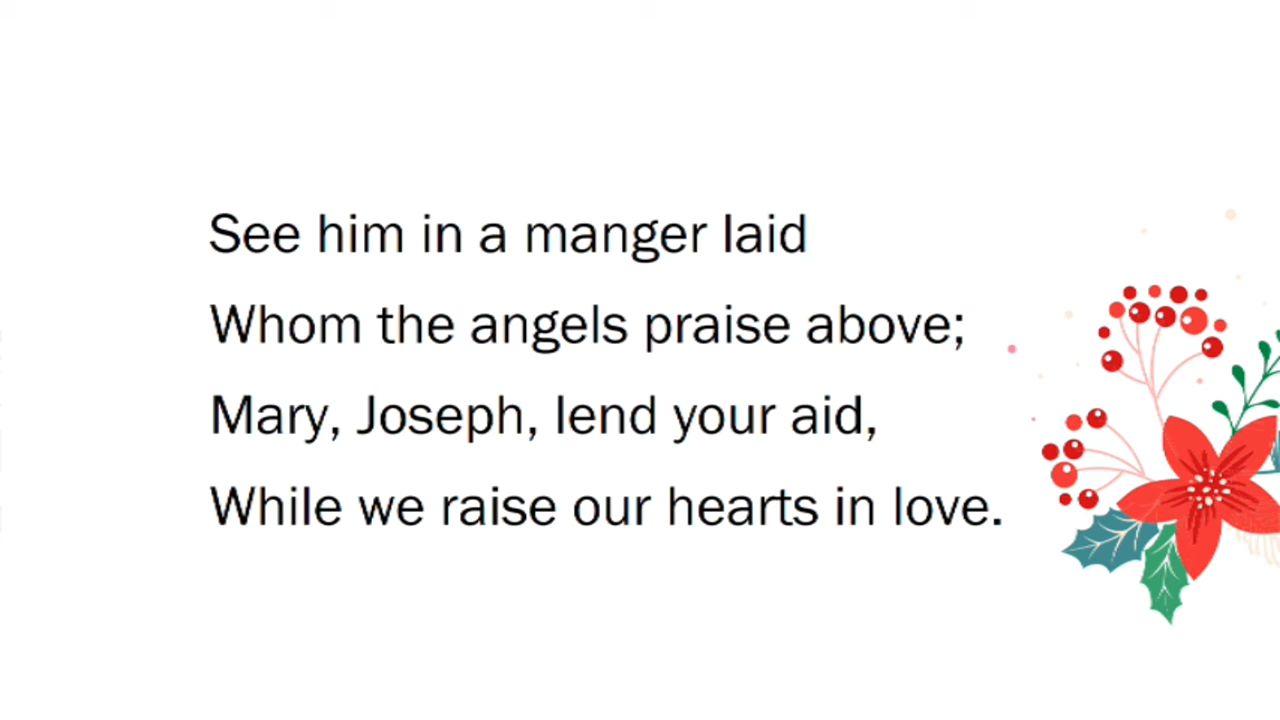 See him in a manger laid
Whom the angels praise above;
Mary, Joseph, lend your aid,
While we raise our hearts in love.